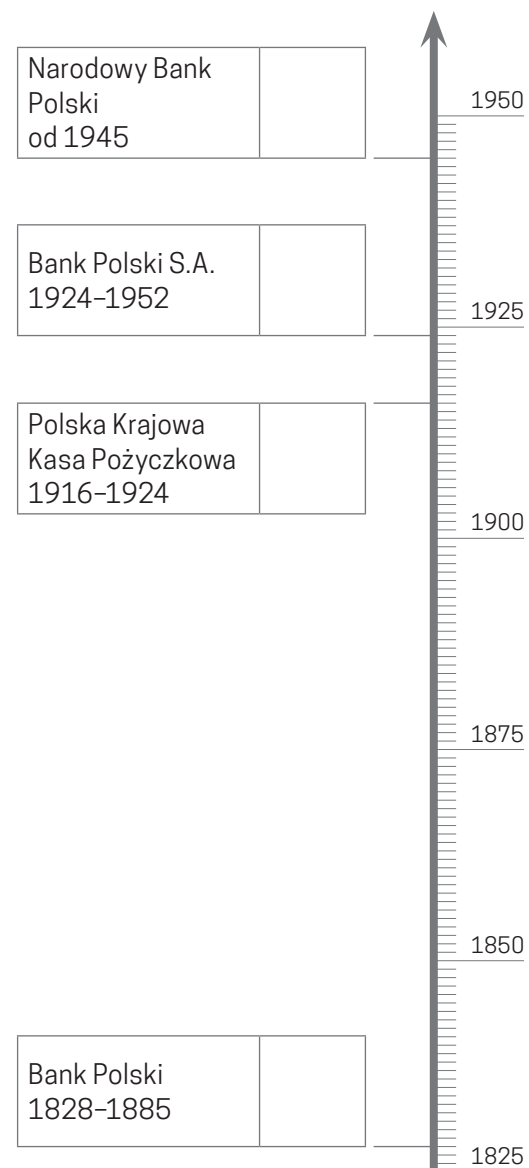 Narodowy Bank
Polski
od 1945
1950
Bank Polski S.A.
1924–1952
1925
Polska Krajowa
Kasa Pożyczkowa
1916–1924
1900
1875
1850
Bank Polski
1828–1885
1825